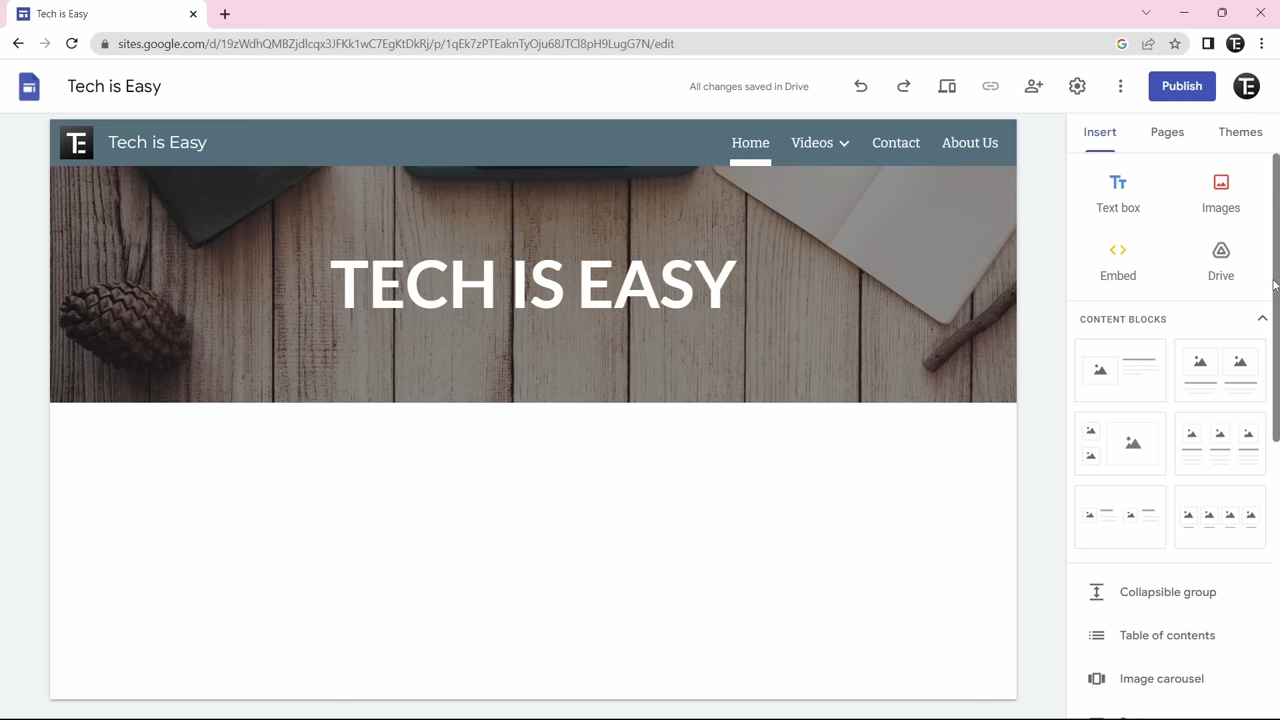 Tech is Easy
sites.google.com/d/19zWdhQMBZjdlcqx3JFKk1wC7EgKtDkRj/p/1qEk7zPTEaknTyOju68JTCl8pH9LugG7N/edit
Tech is Easy
All changes saved in Drive
Publish
TE
Tech is Easy
Home
Videos
Contact
About Us
TECH IS EASY
Insert
Pages
Themes
Tт
Text box
Images
Embed
Drive
CONTENT BLOCKS
Collapsible group
Table of contents
Image carousel